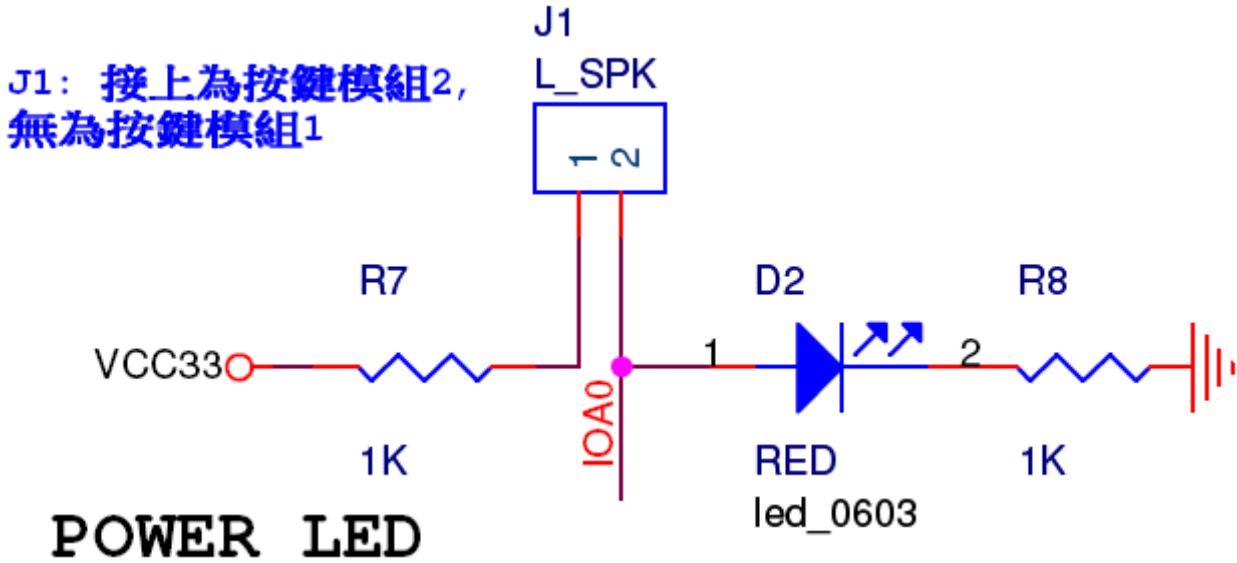 J1
L_SPK
J1: 接上為按鍵模組2,
無為按鍵模組1
1
2
R7
D2
R8
VCC33
1
2
IOA0
1K
RED
1K
led_0603
POWER LED